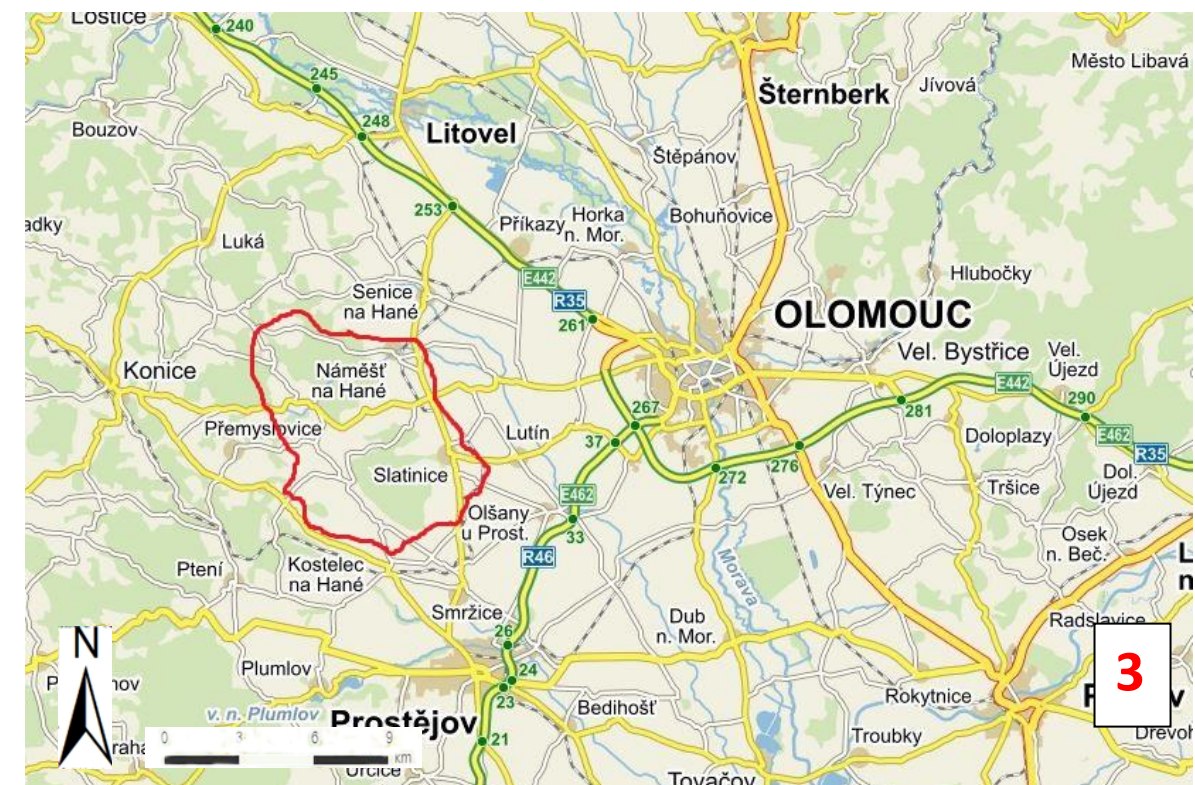 Loštice
240
Město Libavá
245
Šternberk
Jívová
248
Bouzov
Litovel
Štěpánov
253
Příkazy
Horka
n. Mor.
Bohuňovice
adky
Luká
Hlubočky
E442
Senice
na Hané
R35
261
OLOMOUC
Vel. Bystřice
Vel.
Újezd
Konice
Náměšť
na Hané
E442
290
281
267
Přemyslovice
Lutín
37
E462
Doloplazy
R35
Slatinice
272
276
Dol.
Újezd
E462
Vel. Týnec
Tršice
Olšany
u Prost.
33
Osek
n. Beč.
L
n
R46
Morava
Ptení
Kostelec
na Hané
Smržice
Dub
n. Mor.
Radslavice
26
N
3
Plumlov
24
23
Rokytnice
v. n. Plumlov
Prostějov
Bedihošť
21
Troubky
0 3 6 9
km
Určice
Tovačov